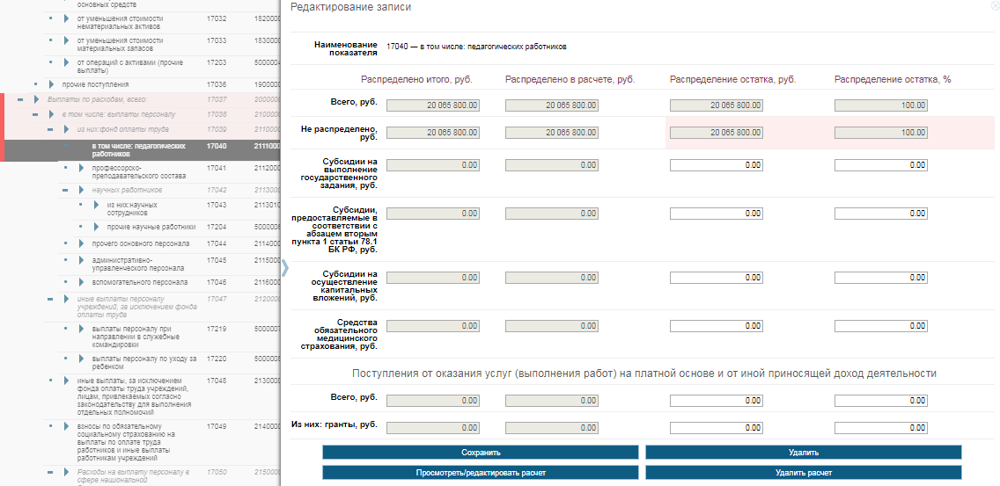 основных средств
от уменьшения стоимости
нематериальных активов
17032
1820000
от уменьшения стоимости
материальных запасов
17033
1830000
от операций с активами (прочие
выплаты)
17203
5000004
прочие поступления
17036
1900000
Выплаты по расходам, всего:
17037
2000000
в том числе: выплаты персоналу
17038
2100000
из них:фонд оплаты труда
17039
2110000
в том числе: педагогических
работников
17040
2111000
профессорско-
преподавательского состава
17041
2112000
научных работников
17042
2113000
из них:научных
сотрудников
17043
2113010
прочие научные работники
17204
5000006
прочего основного персонала
17044
2114000
административно-
управленческого персонала
17045
2115000
вспомогательного персонала
17046
2116000
иные выплаты персоналу
учреждений, за исключением фонда
оплаты труда
17047
2120000
выплаты персоналу при
направлении в служебные
командировки
17219
5000007
выплаты персоналу по уходу за
ребенком
17220
5000008
иные выплаты, за исключением
фонда оплаты труда учреждений,
лицам, привлекаемых согласно
законодательству для выполнения
отдельных полномочий
17048
2130000
взносы по обязательному
социальному страхованию на
выплаты по оплате труда
работников и иные выплаты
работникам учреждений
17049
2140000
Расходы на выплату персоналу в
сфере национальной
17050
2150000
Редактирование записи
Наименование
показателя
17040 — в том числе: педагогических работников
Распределено итого, руб. Распределено в расчете, руб. Распределение остатка, руб. Распределение остатка, %
Всего, руб. 20 065 800.00 20 065 800.00 20 065 800.00 100.00
Не распределено,
руб.
20 065 800.00 20 065 800.00 20 065 800.00 100.00
Субсидии на
выполнение
государственного
задания, руб.
0.00 0.00 0.00 0.00
Субсидии,
предоставляемые в
соответствии с
абзацем вторым
пункта 1 статьи 78.1
БК РФ, руб.
0.00 0.00 0.00 0.00
Субсидии на
осуществление
капитальных
вложений, руб.
0.00 0.00 0.00 0.00
Средства
обязательного
медицинского
страхования, руб.
0.00 0.00 0.00 0.00
Поступления от оказания услуг (выполнения работ) на платной основе и от иной приносящей доход деятельности
Всего, руб. 0.00 0.00 0.00 0.00
Из них: гранты, руб. 0.00 0.00 0.00 0.00
Сохранить Удалить
Просмотреть/редактировать расчет Удалить расчет